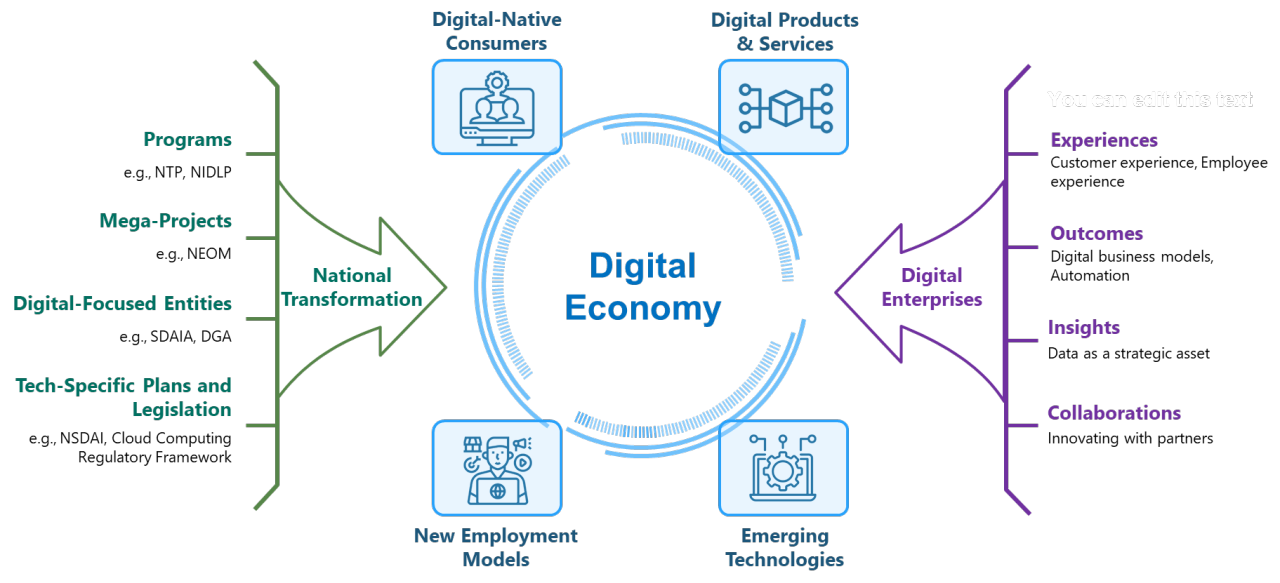 Digital-Native
Consumers
Digital Products
& Services
You can edit this text
Programs
e.g., NTP, NIDLP
Mega-Projects
e.g., NEOM
Digital-Focused Entities
e.g., SDAIA, DGA
Tech-Specific Plans and
Legislation
e.g., NSDAI, Cloud Computing
Regulatory Framework
National
Transformation
Digital
Economy
Digital
Enterprises
Experiences
Customer experience, Employee
experience
Outcomes
Digital business models,
Automation
Insights
Data as a strategic asset
Collaborations
Innovating with partners
New Employment
Models
Emerging
Technologies